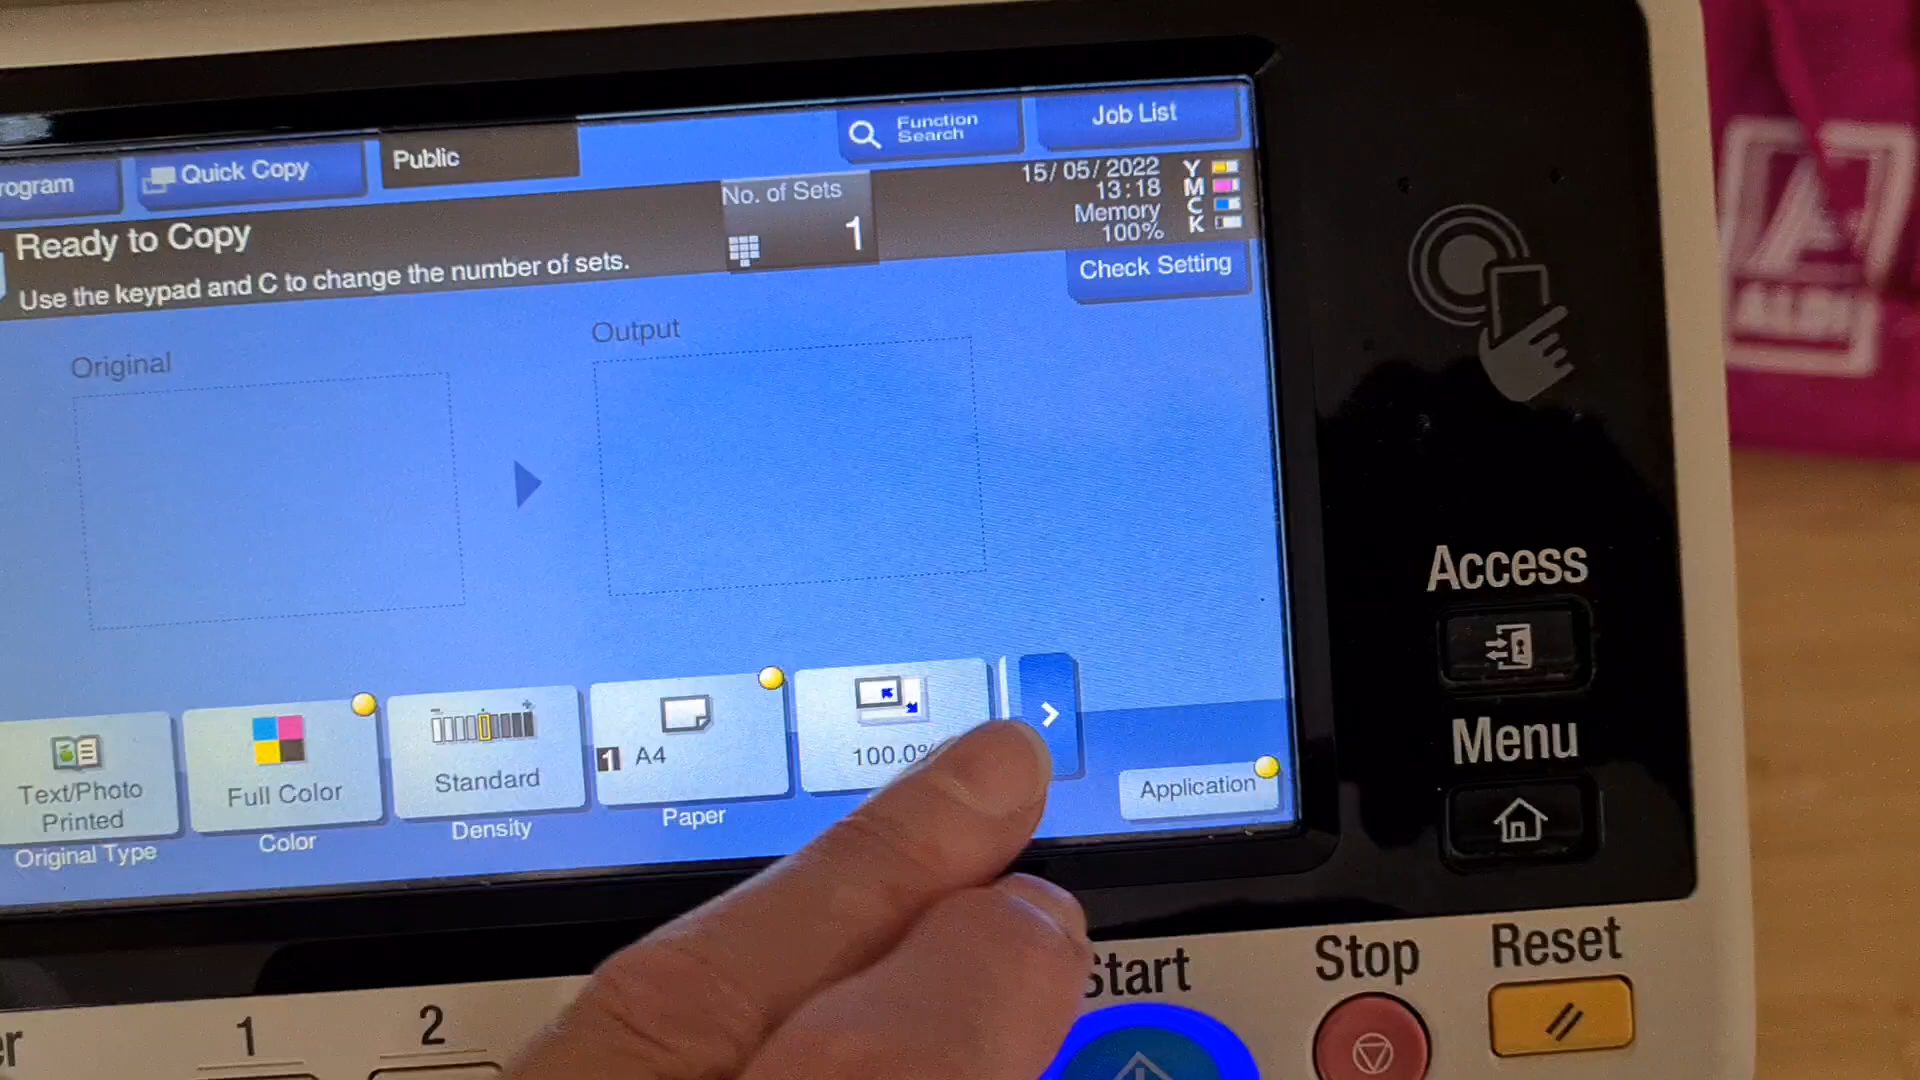 Function
Search
Job List
rogram
Quick Copy
Public
15/05/2022
13:18
Memory
100%
Y
M
C
K
No. of Sets
1
Ready to Copy
Use the keypad and C to change the number of sets.
Check Setting
Original
Output
Text/Photo
Printed
Original Type
Full Color
Color
Standard
Density
1 A4
Paper
100.0%
Application
Access
Menu
Start
Stop
Reset
er
1
2
ALDI